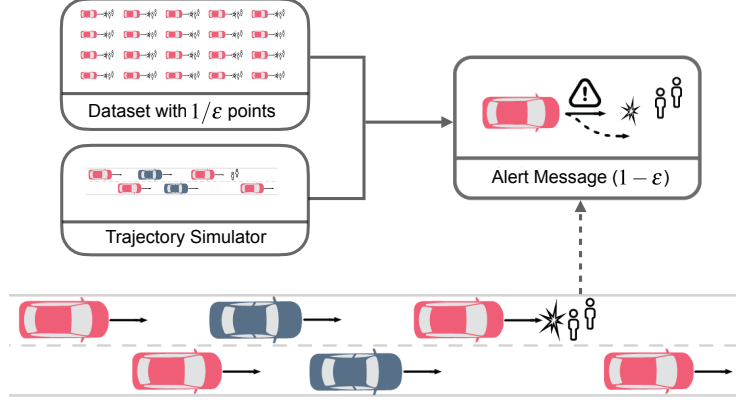 Dataset with 1/ε points
Trajectory Simulator
Alert Message (1 − ε)